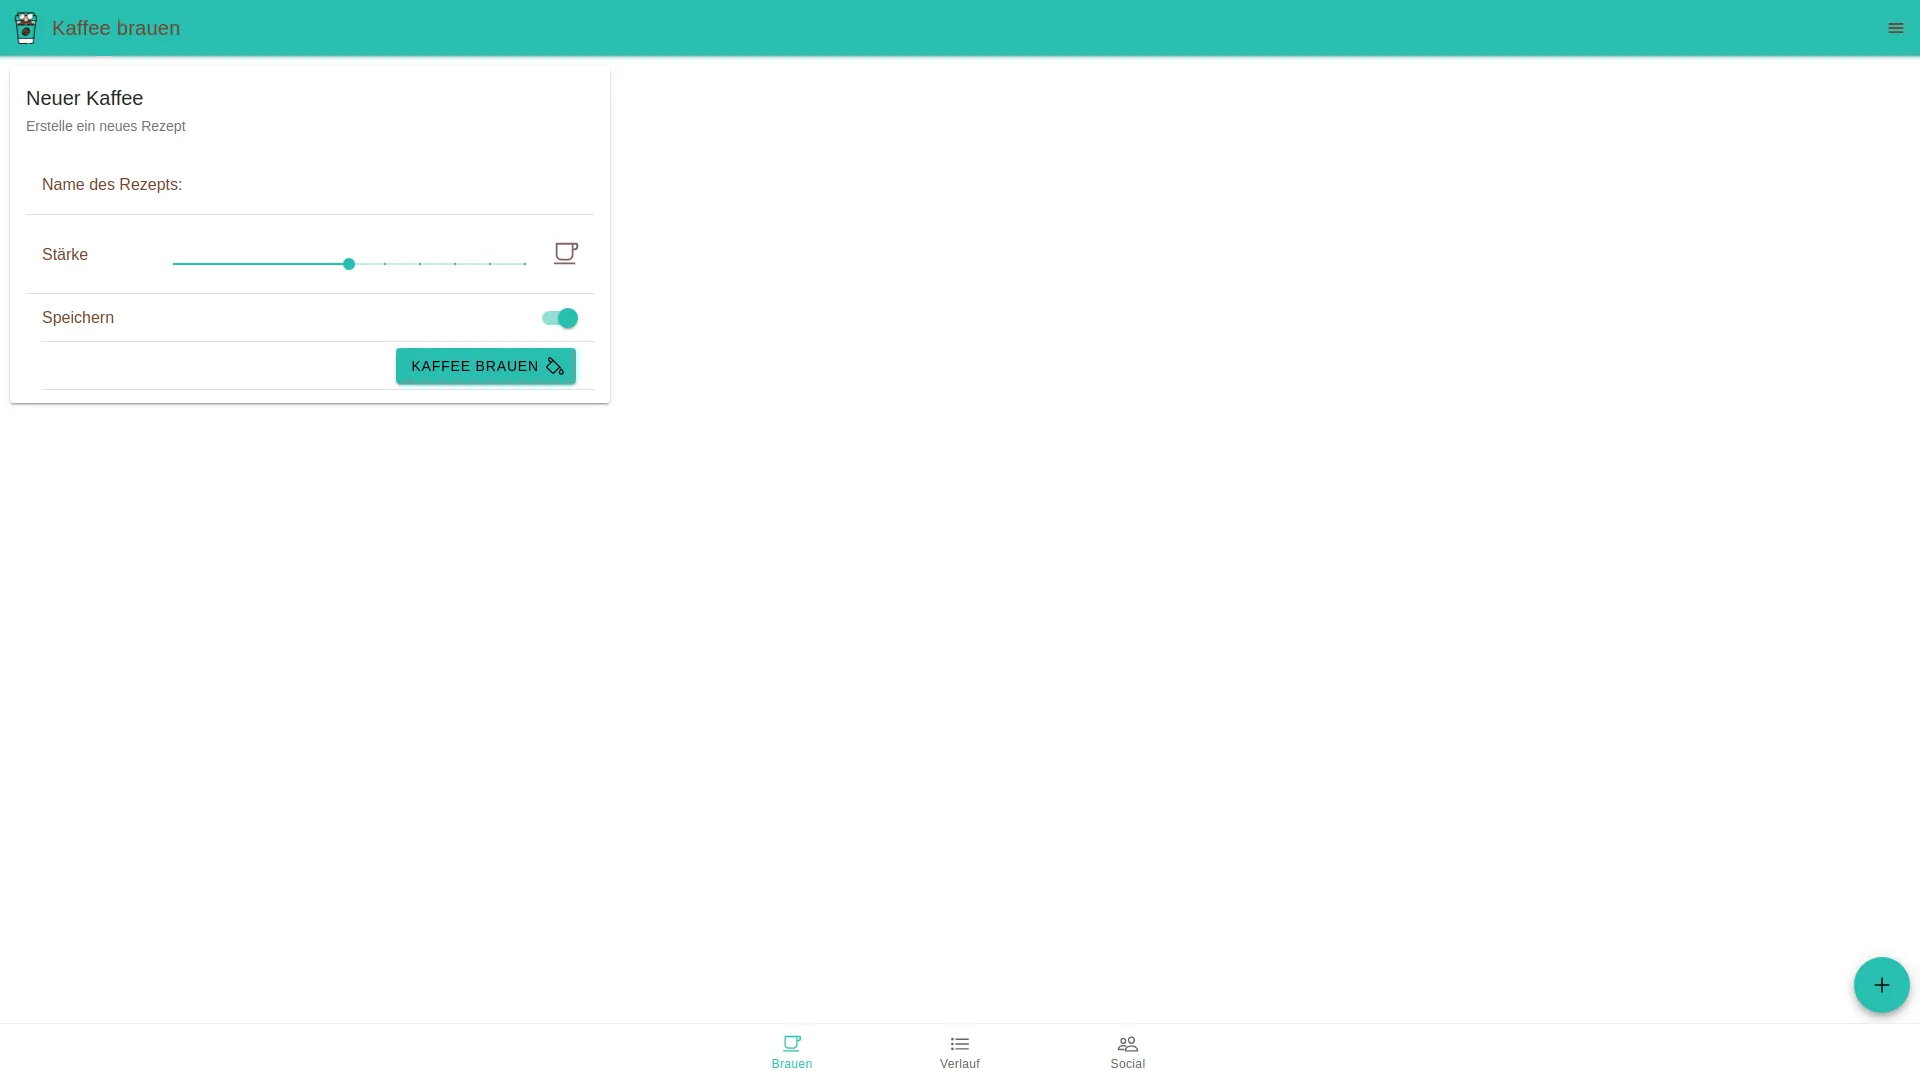 Kaffee brauen
Neuer Kaffee
Erstelle ein neues Rezept
Name des Rezepts:
Stärke
Speichern
KAFFEE BRAUEN
Brauen
Verlauf
Social